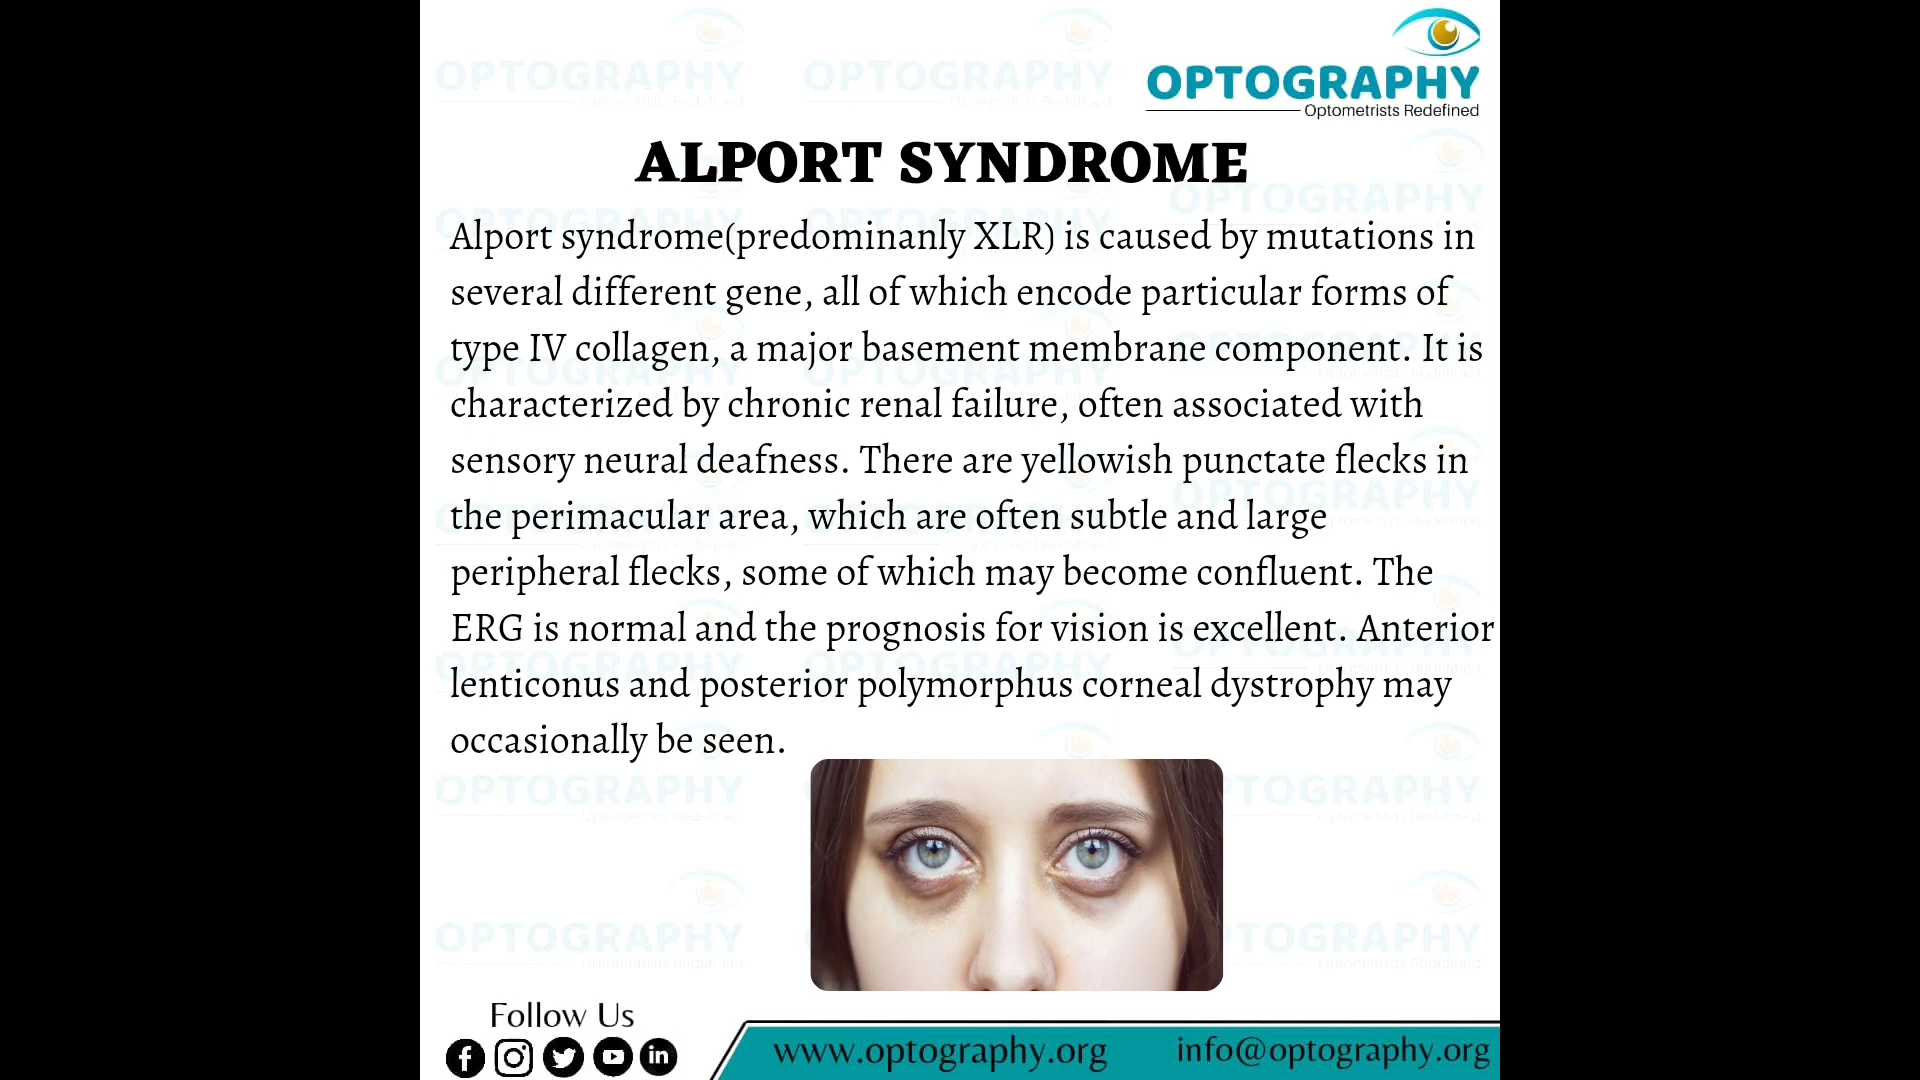 OPTOGRAPHY
Optometrists Redefined
ALPORT SYNDROME
Alport syndrome(predominanly XLR) is caused by mutations in
several different gene, all of which encode particular forms of
type IV collagen, a major basement membrane component. It is
characterized by chronic renal failure, often associated with
sensory neural deafness. There are yellowish punctate flecks in
the perimacular area, which are often subtle and large
peripheral flecks, some of which may become confluent. The
ERG is normal and the prognosis for vision is excellent. Anterior
lenticonus and posterior polymorphus corneal dystrophy may
occasionally be seen.
Follow Us
www.optography.org
info@optography.org